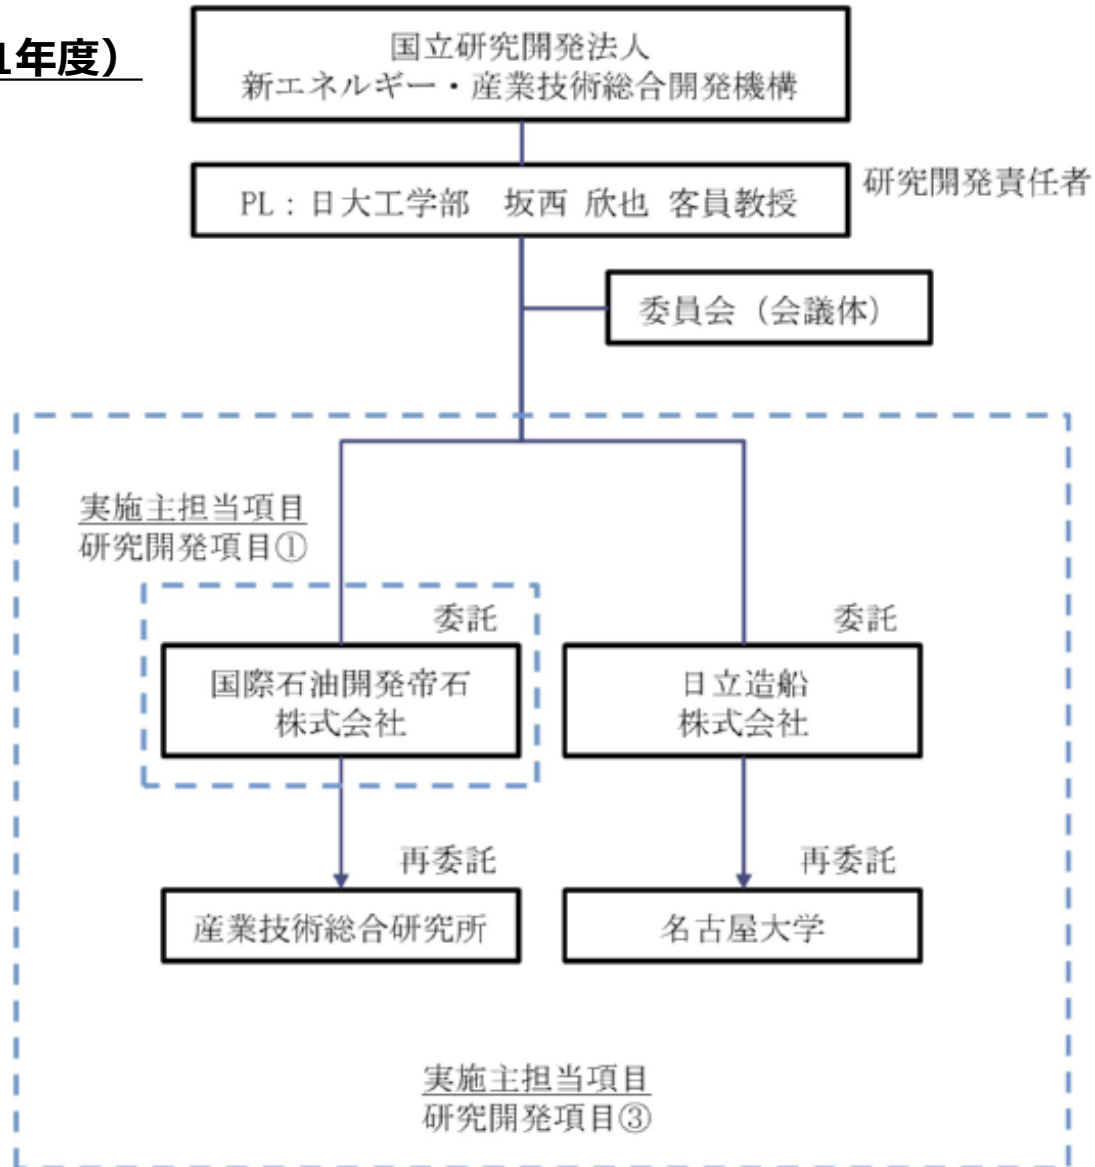 1年度）
国立研究開発法人
新エネルギー・産業技術総合開発機構
PL：日大工学部　坂西 欣也 客員教授
研究開発責任者
委員会（会議体）
実施主担当項目
研究開発項目①
委託
委託
国際石油開発帝石
株式会社
日立造船
株式会社
再委託
再委託
産業技術総合研究所
名古屋大学
実施主担当項目
研究開発項目③